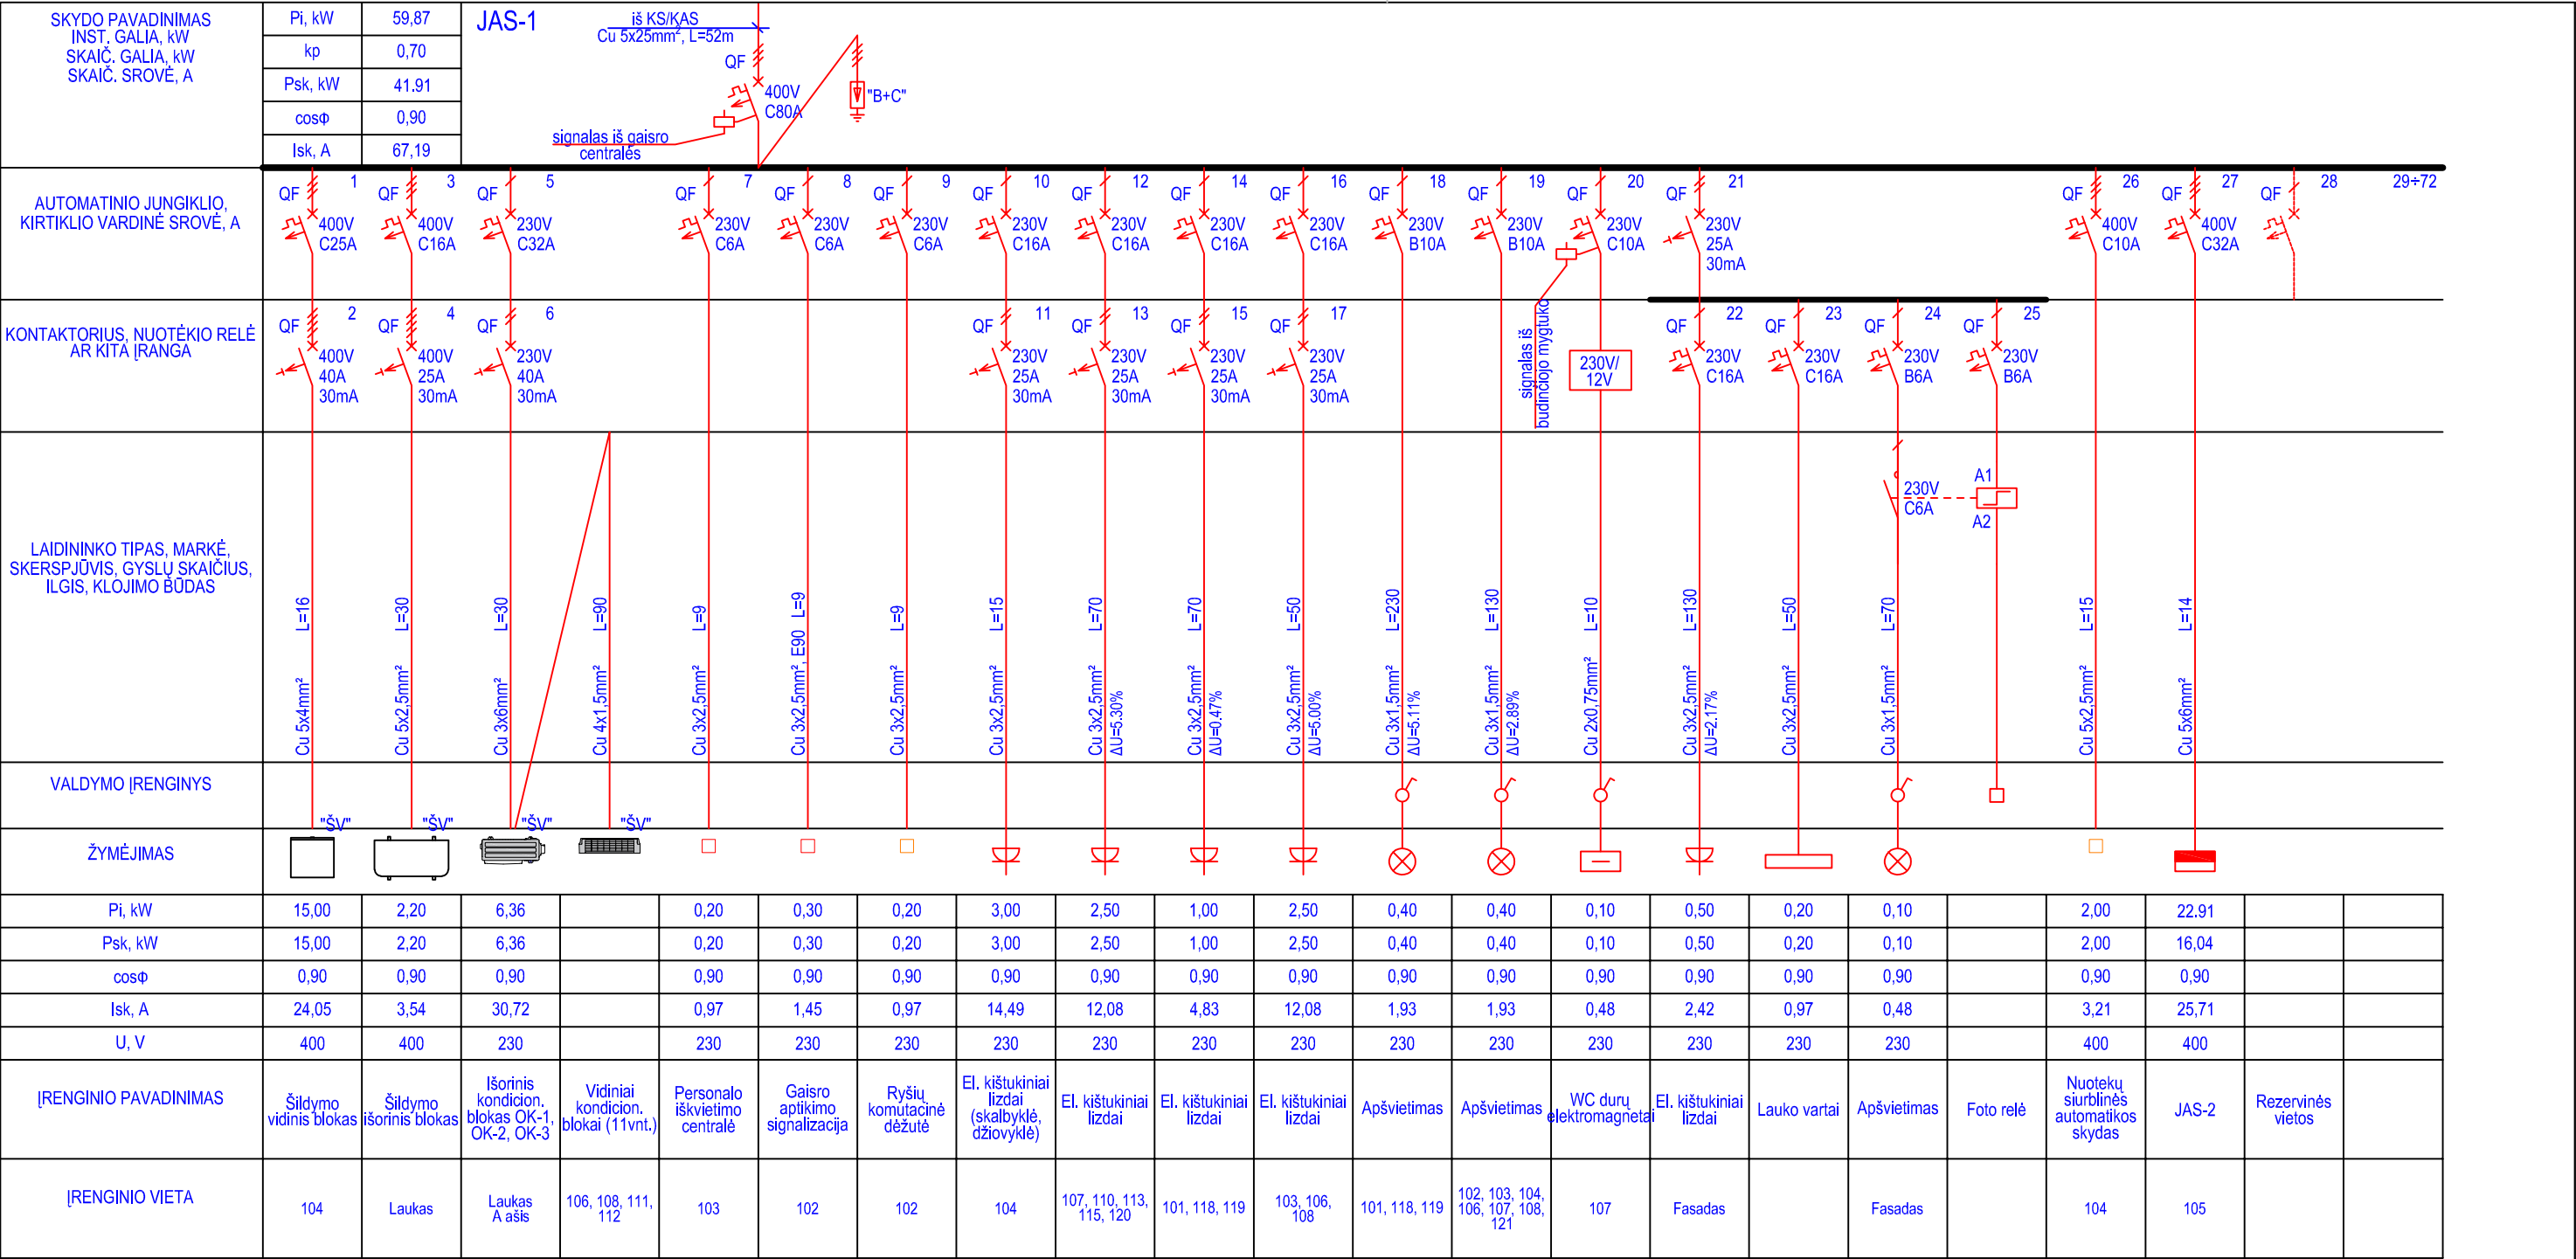 SKYDO PAVADINIMAS
INST. GALIA, kW
SKAIČ. GALIA, kW
SKAIČ. SROVĖ, A
Pi, kW 59,87
kp 0,70
Psk, kW 41.91
cosΦ 0,90
Isk, A 67,19
JAS-1
iš KS/KAS
Cu 5x25mm², L=52m
QF
400V
C80A
"B+C"
signalas iš gaisro
centralės
AUTOMATINIO JUNGIKLIO,
KIRTIKLIO VARDINĖ SROVĖ, A
QF 1 400V C25A
QF 3 400V C16A
QF 5 230V C32A
QF 7 230V C6A
QF 8 230V C6A
QF 9 230V C6A
QF 10 230V C16A
QF 12 230V C16A
QF 14 230V C16A
QF 16 230V C16A
QF 18 230V B10A
QF 19 230V B10A
QF 20 230V C10A
21 230V 25A 30mA
QF 26 400V C10A
QF 27 400V C32A
QF 28
29÷72
KONTAKTORIUS, NUOTĖKIO RELĖ
AR KITA ĮRANGA
QF 2 400V 40A 30mA
QF 4 400V 25A 30mA
QF 6 230V 40A 30mA
QF 11 230V 25A 30mA
QF 13 230V 25A 30mA
QF 15 230V 25A 30mA
QF 17 230V 25A 30mA
signalas iš
budinčiojo mygtuko
230V/
12V
QF 22 230V C16A
QF 23 230V C16A
QF 24 230V B6A
QF 25 230V B6A
LAIDININKO TIPAS, MARKĖ,
SKERSPJŪVIS, GYSLŲ SKAIČIUS,
ILGIS, KLOJIMO BŪDAS
230V
C6A
A1
A2
Cu 5x4mm² L=16
Cu 5x2,5mm² L=30
Cu 3x6mm² L=30
Cu 4x1,5mm² L=90
Cu 3x2,5mm² L=9
Cu 3x2,5mm², E90 L=9
Cu 3x2,5mm² L=9
Cu 3x2,5mm² L=15
Cu 3x2,5mm² L=70
ΔU=5.30%
Cu 3x2,5mm² L=70
ΔU=0.47%
Cu 3x2,5mm² L=50
ΔU=5.00%
Cu 3x1,5mm² L=230
ΔU=5.11%
Cu 3x1,5mm² L=130
ΔU=2.89%
Cu 2x0,75mm² L=10
Cu 3x2,5mm² L=130
ΔU=2.17%
Cu 3x2,5mm² L=50
Cu 3x1,5mm² L=70
Cu 5x2,5mm² L=15
Cu 5x6mm² L=14
VALDYMO ĮRENGINYS
"ŠV" "ŠV" "ŠV" "ŠV"
ŽYMĖJIMAS
Pi, kW 15,00 2,20 6,36 0,20 0,30 0,20 3,00 2,50 1,00 2,50 0,40 0,40 0,10 0,50 0,20 0,10 2,00 22.91
Psk, kW 15,00 2,20 6,36 0,20 0,30 0,20 3,00 2,50 1,00 2,50 0,40 0,40 0,10 0,50 0,20 0,10 2,00 16,04
cosΦ 0,90 0,90 0,90 0,90 0,90 0,90 0,90 0,90 0,90 0,90 0,90 0,90 0,90 0,90 0,90 0,90 0,90 0,90
Isk, A 24,05 3,54 30,72 0,97 1,45 0,97 14,49 12,08 4,83 12,08 1,93 1,93 0,48 2,42 0,97 0,48 3,21 25,71
U, V 400 400 230 230 230 230 230 230 230 230 230 230 230 230 230 230 400 400
ĮRENGINIO PAVADINIMAS
Šildymo
vidinis blokas
Šildymo
išorinis blokas
Išorinis
kondicion.
blokas OK-1,
OK-2, OK-3
Vidiniai
kondicion.
blokai (11vnt.)
Personalo
iškvietimo
centralė
Gaisro
aptikimo
signalizacija
Ryšių
komutacinė
dėžutė
El. kištukiniai
lizdai
(skalbyklė,
džiovyklė)
El. kištukiniai
lizdai
El. kištukiniai
lizdai
El. kištukiniai
lizdai
Apšvietimas
Apšvietimas
WC durų
elektromagnetai
El. kištukiniai
lizdai
Lauko vartai
Apšvietimas
Foto relė
Nuotekų
siurblinės
automatikos
skydas
JAS-2
Rezervinės
vietos
ĮRENGINIO VIETA
104
Laukas
Laukas
A ašis
106, 108, 111,
112
103
102
102
104
107, 110, 113,
115, 120
101, 118, 119
103, 106,
108
101, 118, 119
102, 103, 104,
106, 107, 108,
121
107
Fasadas
Fasadas
104
105